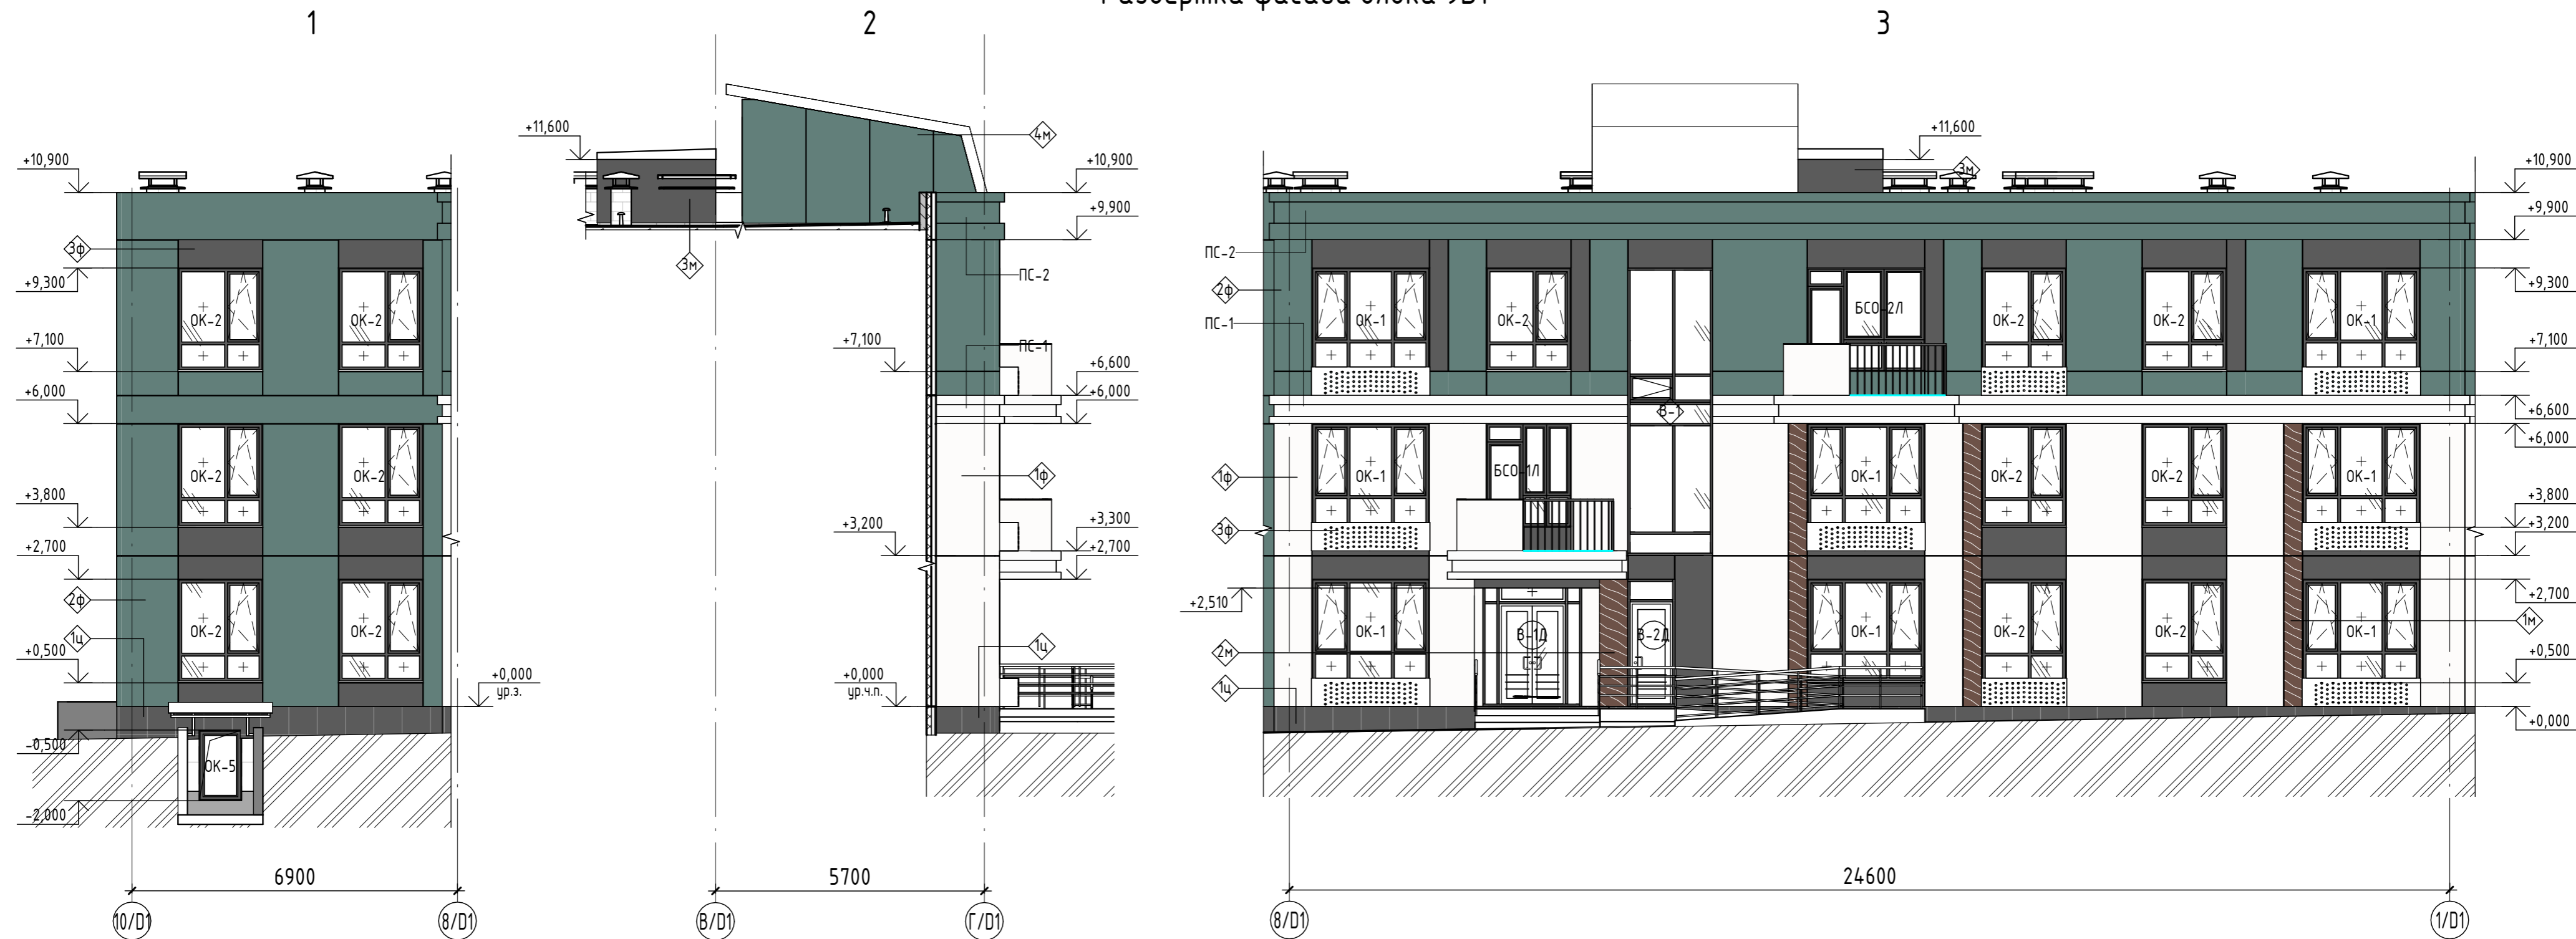 Развертка фасада блока
1
2
3
+10,900
3ф
+9,300
+7,100
+6,000
+3,800
+2,700
2ф
1ц
+0,500
-0,500
-2,000
ОК-2
ОК-2
ОК-2
ОК-2
ОК-2
ОК-2
ОК-5
+0,000
ур.з.
6900
10/D1
8/D1
+11,600
4м
3м
+10,900
+9,900
ПС-2
+7,100
ПС-1
+6,600
+6,000
1ф
+3,200
+3,300
+2,700
1ц
+0,000
ур.ч.п.
5700
В/D1
Г/D1
+11,600
3м
ПС-2
2ф
ПС-1
1ф
3ф
+2,510
2м
1ц
ОК-1
ОК-2
БСО-2Л
ОК-2
ОК-2
ОК-1
В-1
ОК-1
БСО-1Л
ОК-1
ОК-2
ОК-2
ОК-1
ОК-1
В-1Д
В-2Д
ОК-1
ОК-2
ОК-2
ОК-1
+10,900
+9,900
+9,300
+7,100
+6,600
+6,000
+3,800
+3,200
+2,700
1м
+0,500
+0,000
24600
8/D1
1/D1